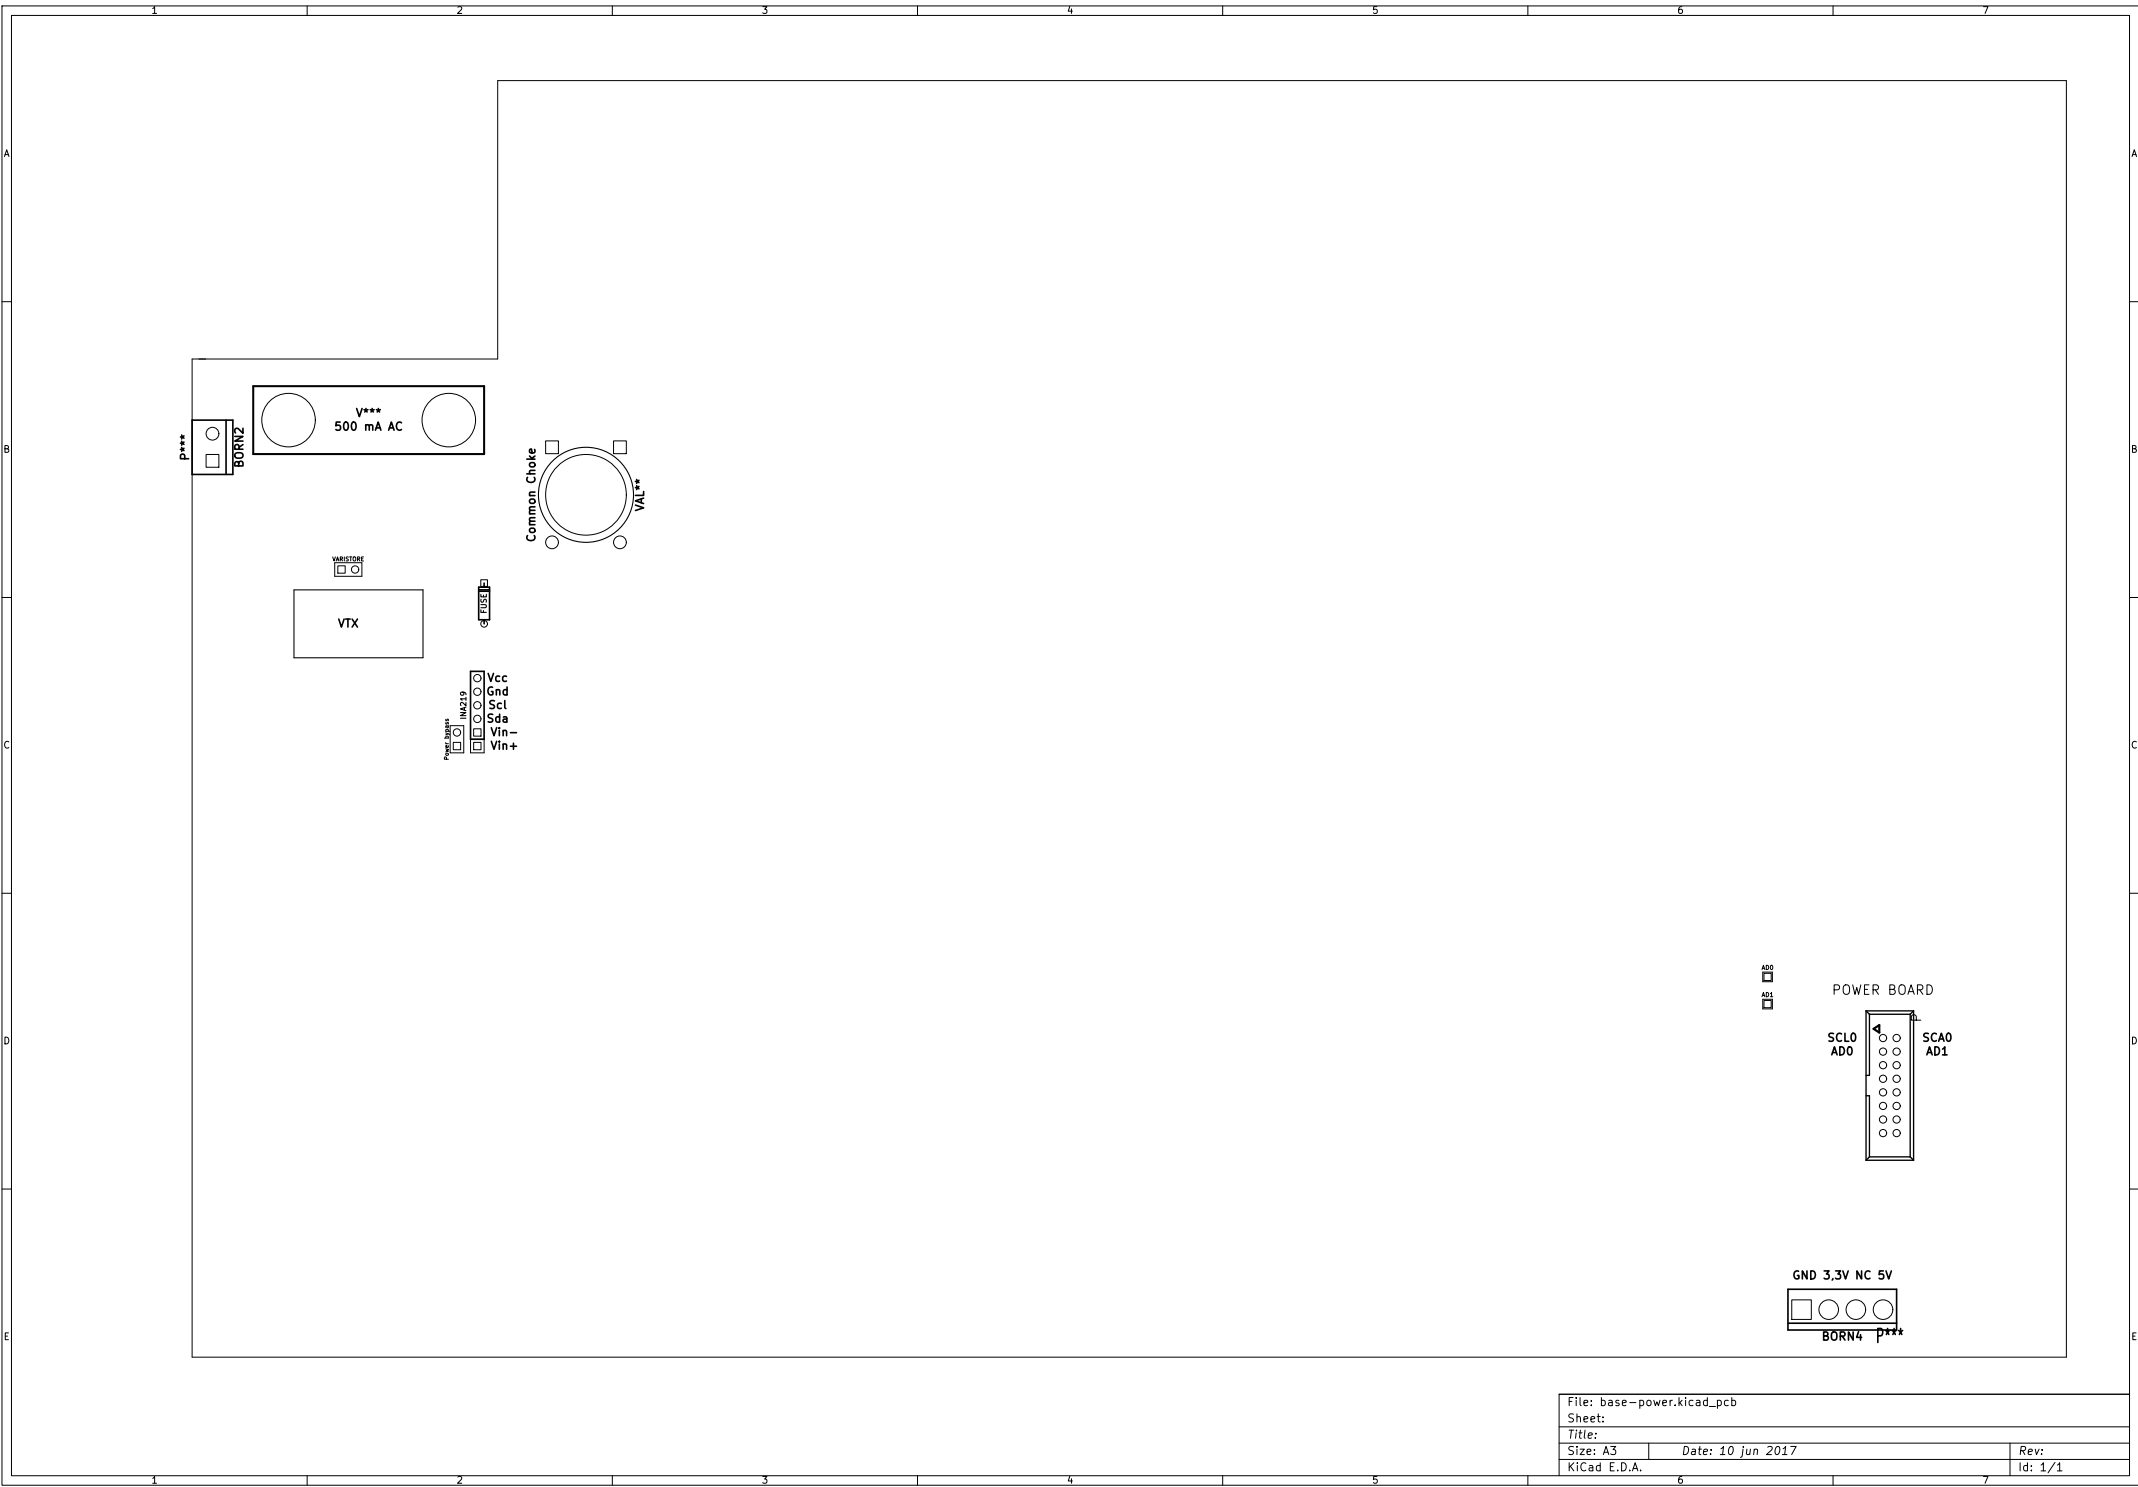 1 2 3 4 5 6 7
A A
V***
500 mA AC
P***
BORN2
B B
Common Choke
VAL**
VARISTORE
FUSE
VTX
Vcc
Gnd
Scl
Sda
Vin-
Vin+
INA219
Power bypass
C C
AD0
AD1
POWER BOARD
P
SCL0 SCA0
AD0 AD1
D D
GND 3,3V NC 5V
BORN4 P***
E E
File: base-power.kicad_pcb
Sheet:
Title:
Size: A3 Date: 10 jun 2017 Rev:
KiCad E.D.A. Id: 1/1
1 2 3 4 5 6 7